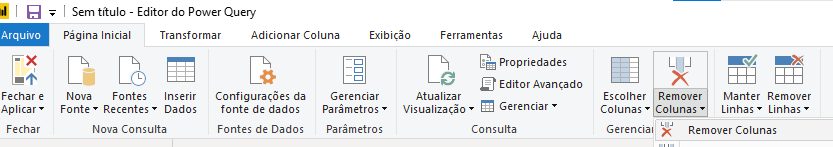 Sem título - Editor do Power Query
Arquivo Página Inicial Transformar Adicionar Coluna Exibição Ferramentas Ajuda
Fechar e Aplicar
Nova Fonte
Fontes Recentes
Inserir Dados
Configurações da fonte de dados
Gerenciar Parâmetros
Atualizar Visualização
Propriedades
Editor Avançado
Gerenciar
Escolher Colunas
Remover Colunas
Manter Linhas
Remover Linhas
Fechar Nova Consulta Fontes de Dados Parâmetros Consulta Gerenciar
Remover Colunas